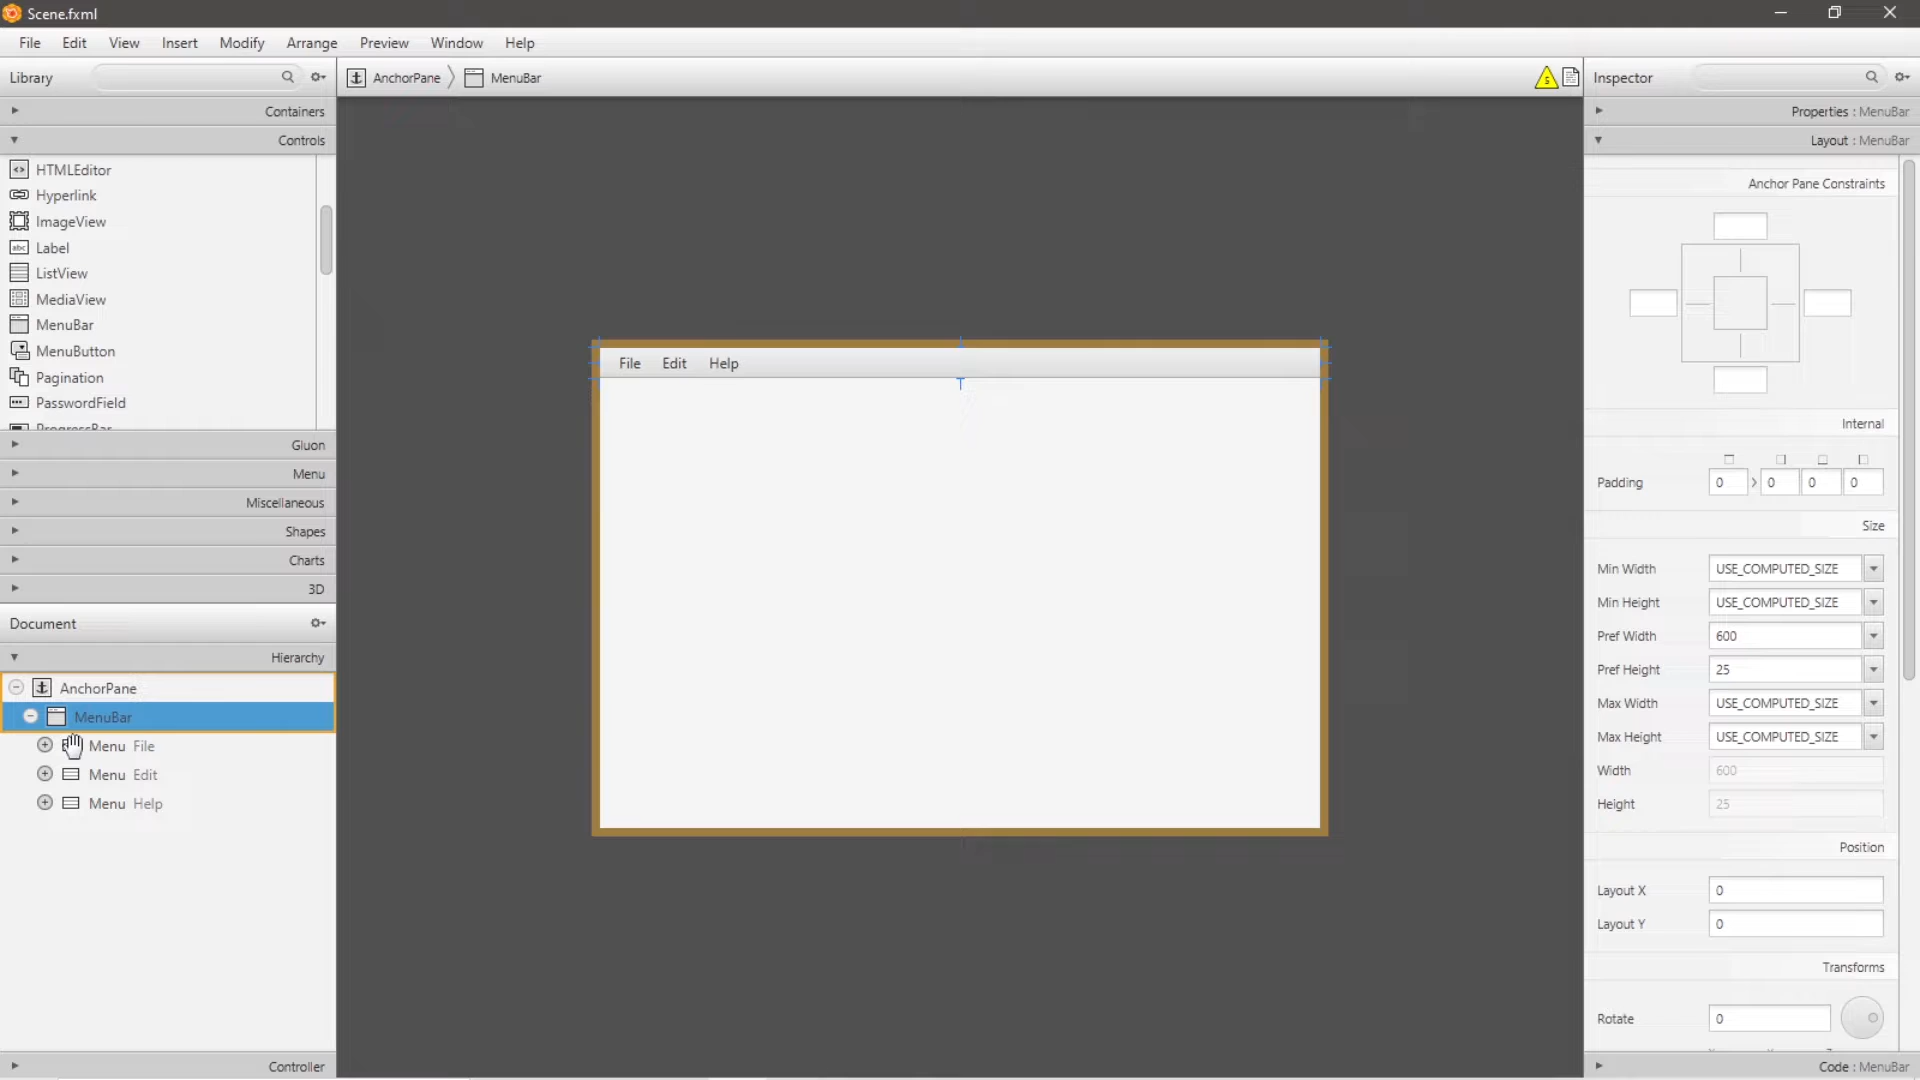 Scene.fxml
File Edit View Insert Modify Arrange Preview Window Help
Library
AnchorPane MenuBar
Inspector
Containers
Controls
HTMLEditor
Hyperlink
ImageView
abc Label
ListView
MediaView
MenuBar
MenuButton
Pagination
PasswordField
ProgressBar
Gluon
Menu
Miscellaneous
Shapes
Charts
3D
Document
Hierarchy
AnchorPane
MenuBar
Menu File
Menu Edit
Menu Help
Controller
File Edit Help
Properties : MenuBar
Layout : MenuBar
Anchor Pane Constraints
Internal
Padding 0 0 0 0
Size
Min Width USE_COMPUTED_SIZE
Min Height USE_COMPUTED_SIZE
Pref Width 600
Pref Height 25
Max Width USE_COMPUTED_SIZE
Max Height USE_COMPUTED_SIZE
Width 600
Height 25
Position
Layout X 0
Layout Y 0
Transforms
Rotate 0
Code : MenuBar